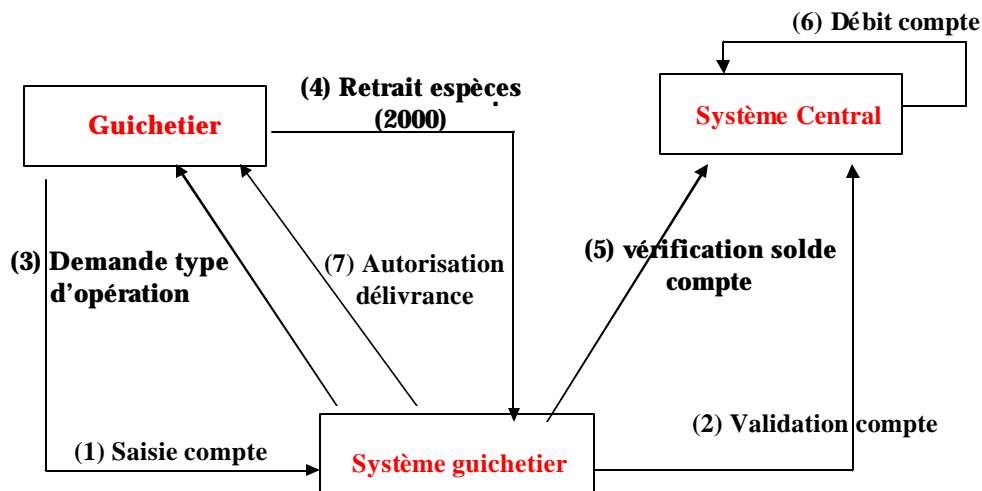 (6) Débit compte
(4) Retrait espèces
(2000)
Guichetier
Système Central
(3) Demande type
d'opération
(7) Autorisation
délivrance
(5) vérification solde
compte
(1) Saisie compte
(2) Validation compte
Système guichetier